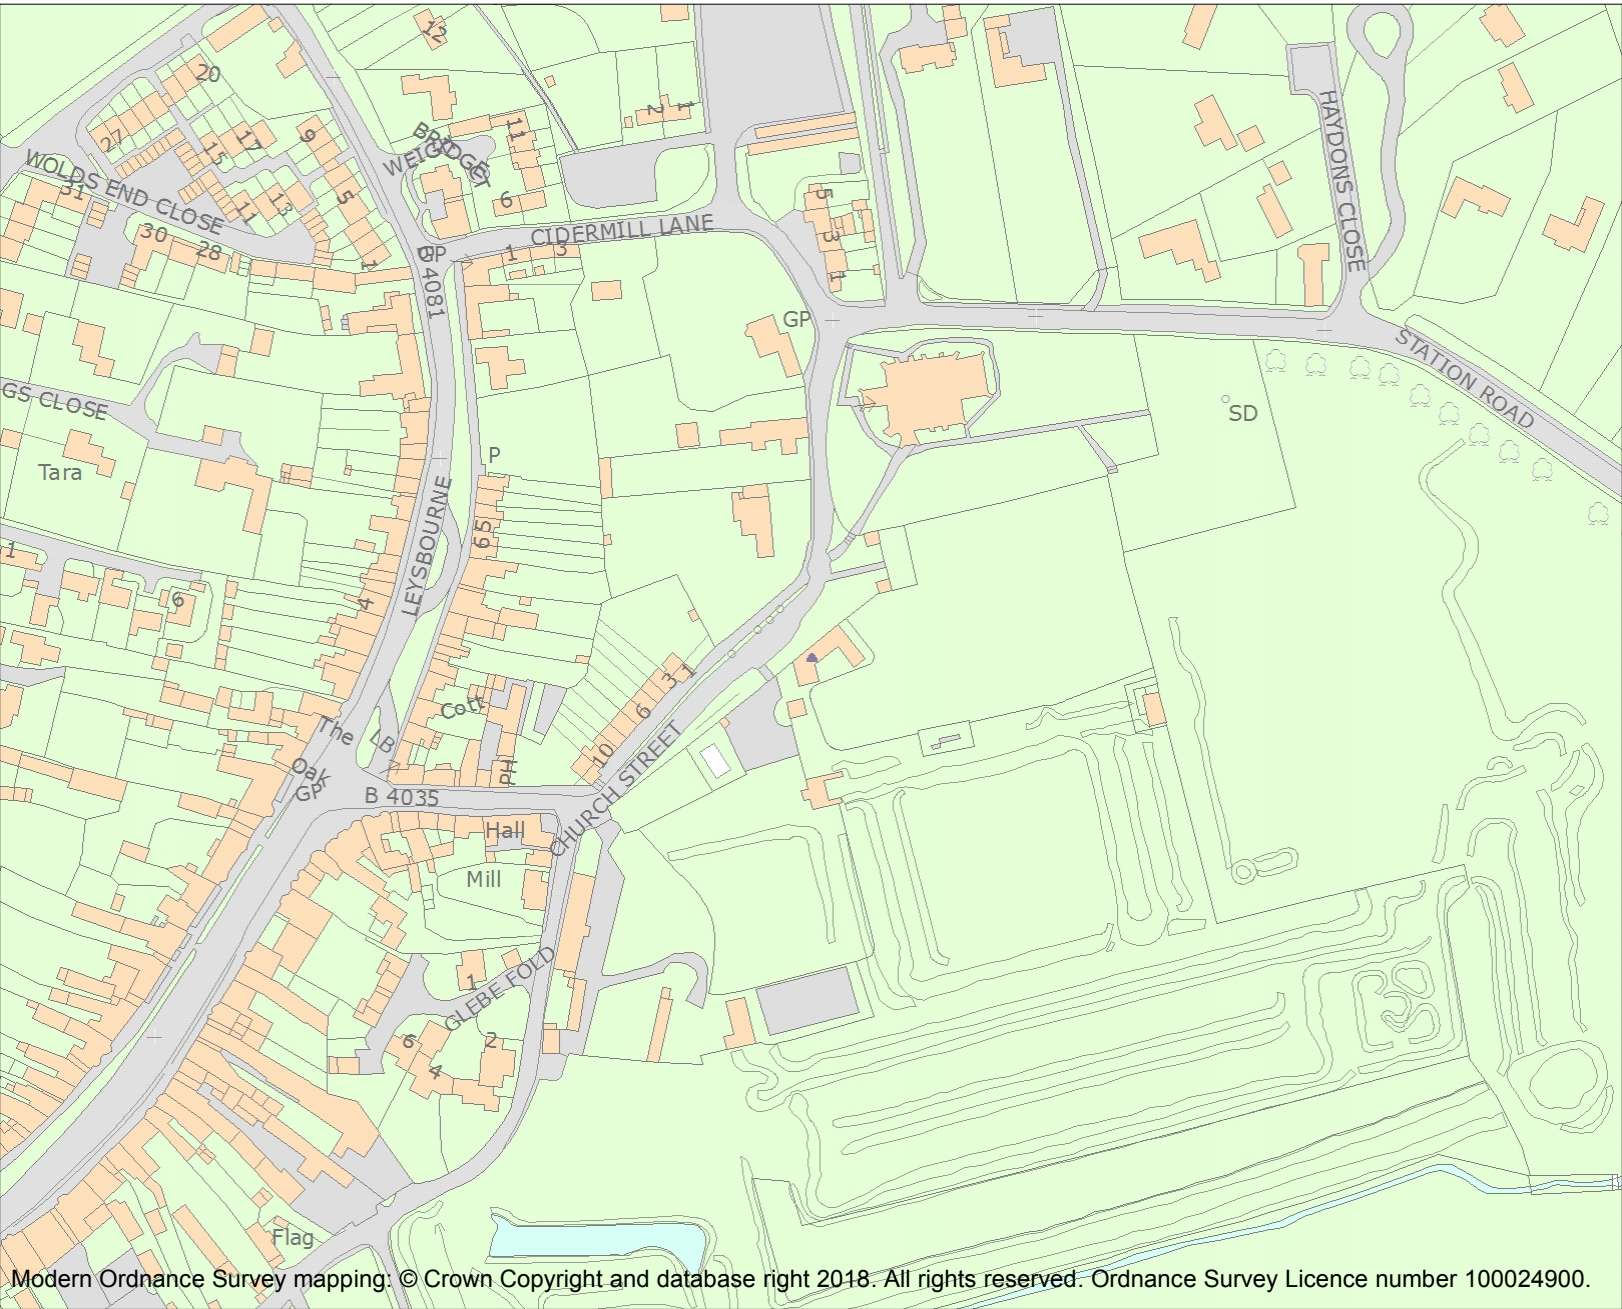 12
20
27
17
15
9
5
11
13
WOLDS END CLOSE
31
30
28
1
BRIDGET
WEIGH
11
6
2
1
CIDERMILL LANE
1
3
5
3
1
GP
B 4081
GP
HAYDONS CLOSE
STATION ROAD
SD
GS CLOSE
Tara
P
65
LEYSBOURNE
4
1
6
Cott
The
LB
Oak
GP
B 4035
PH
1
3
6
10
CHURCH STREET
Hall
Mill
1
GLEBE FOLD
6
4
2
Flag
Modern Ordnance Survey mapping: © Crown Copyright and database right 2018. All rights reserved. Ordnance Survey Licence number 100024900.